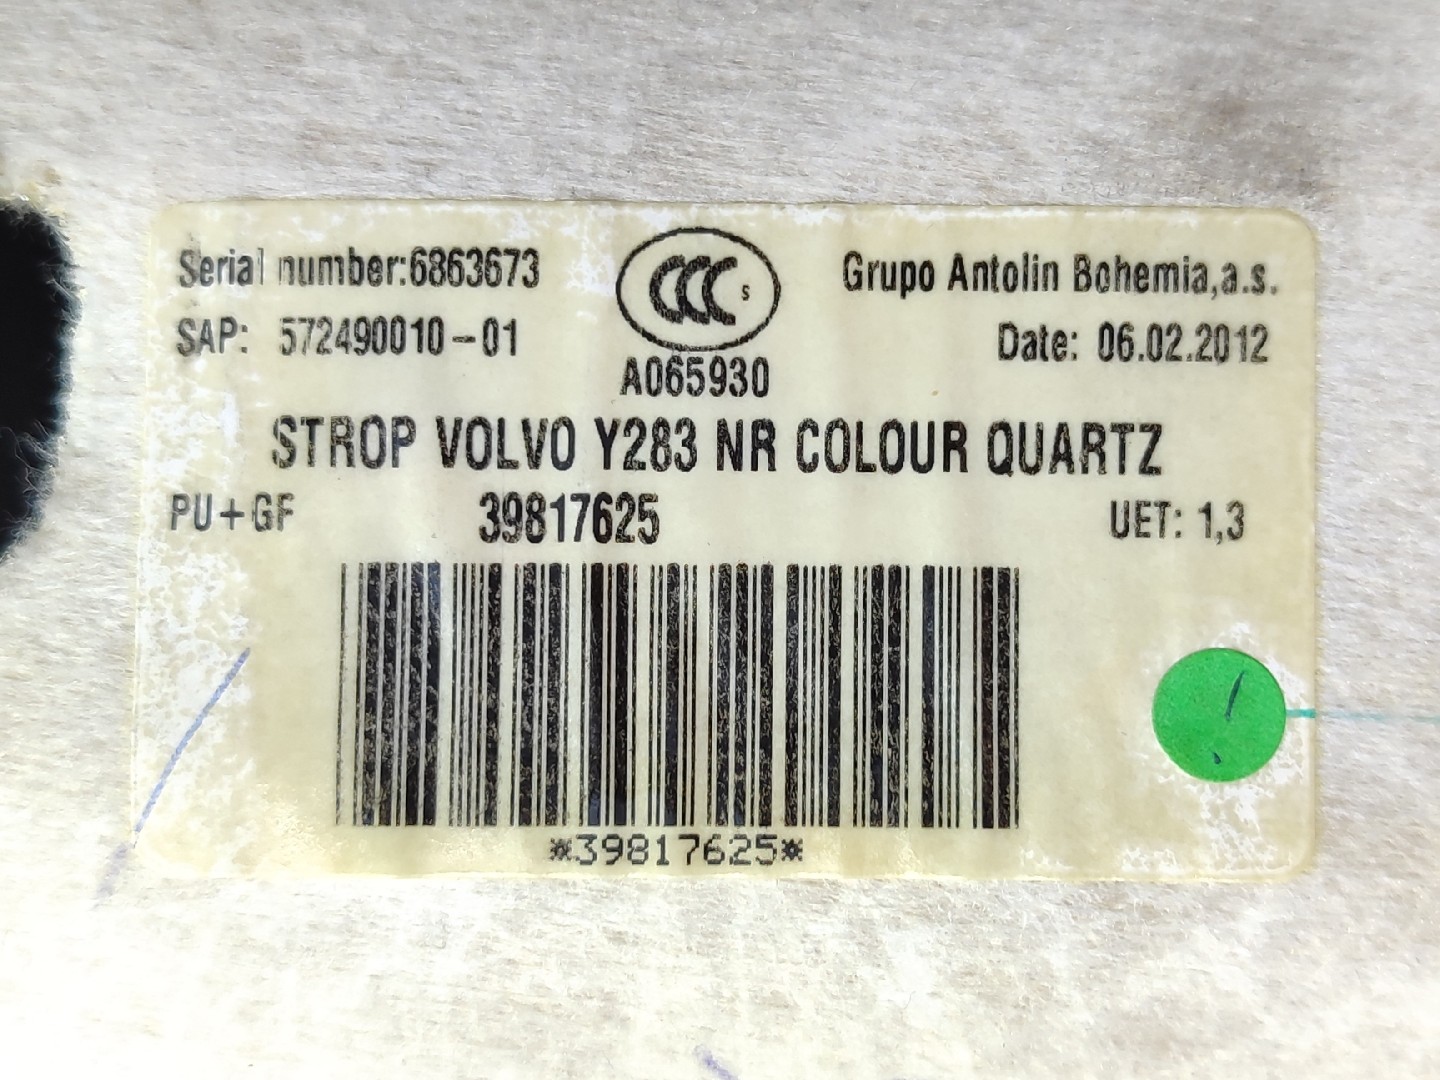 Serial number:6863673
SAP: 572490010-01
CCC S
A065930
Grupo Antolin Bohemia,a.s.
Date: 06.02.2012
STROP VOLVO Y283 NR COLOUR QUARTZ
PU+GF 39817625 UET: 1,3
*39817625*